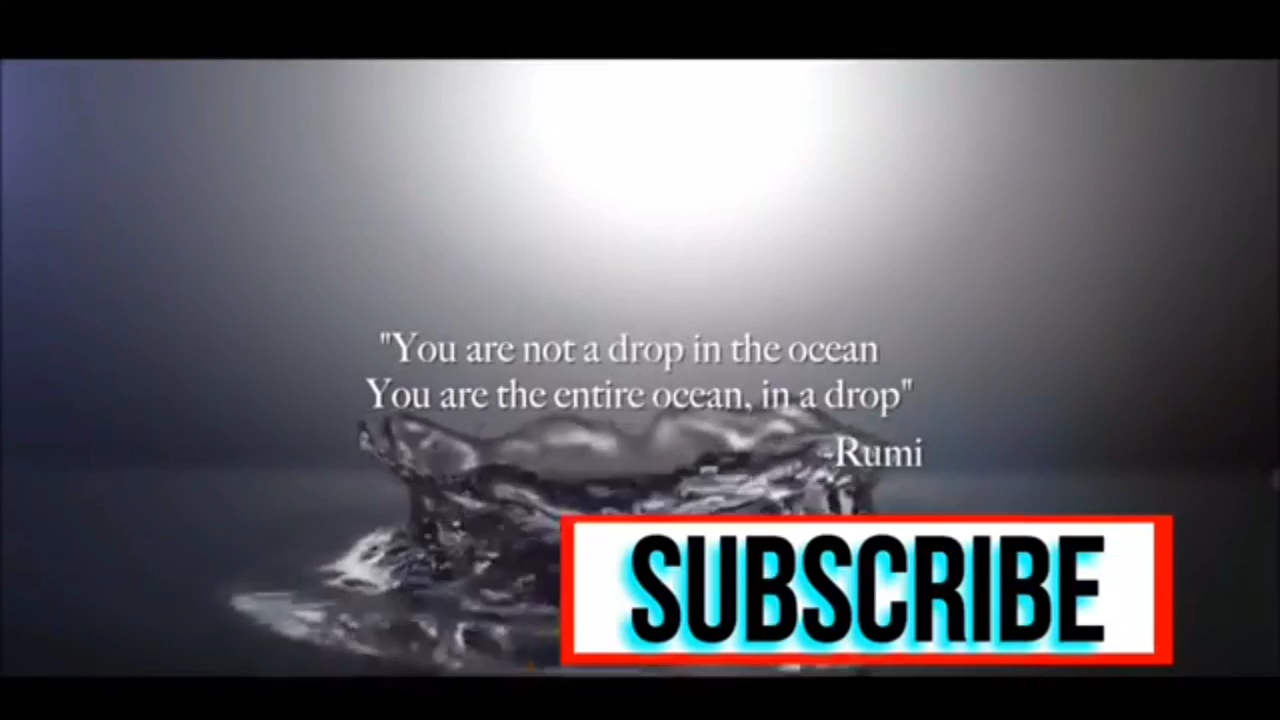 "You are not a drop in the ocean
You are the entire ocean, in a drop"
-Rumi
SUBSCRIBE